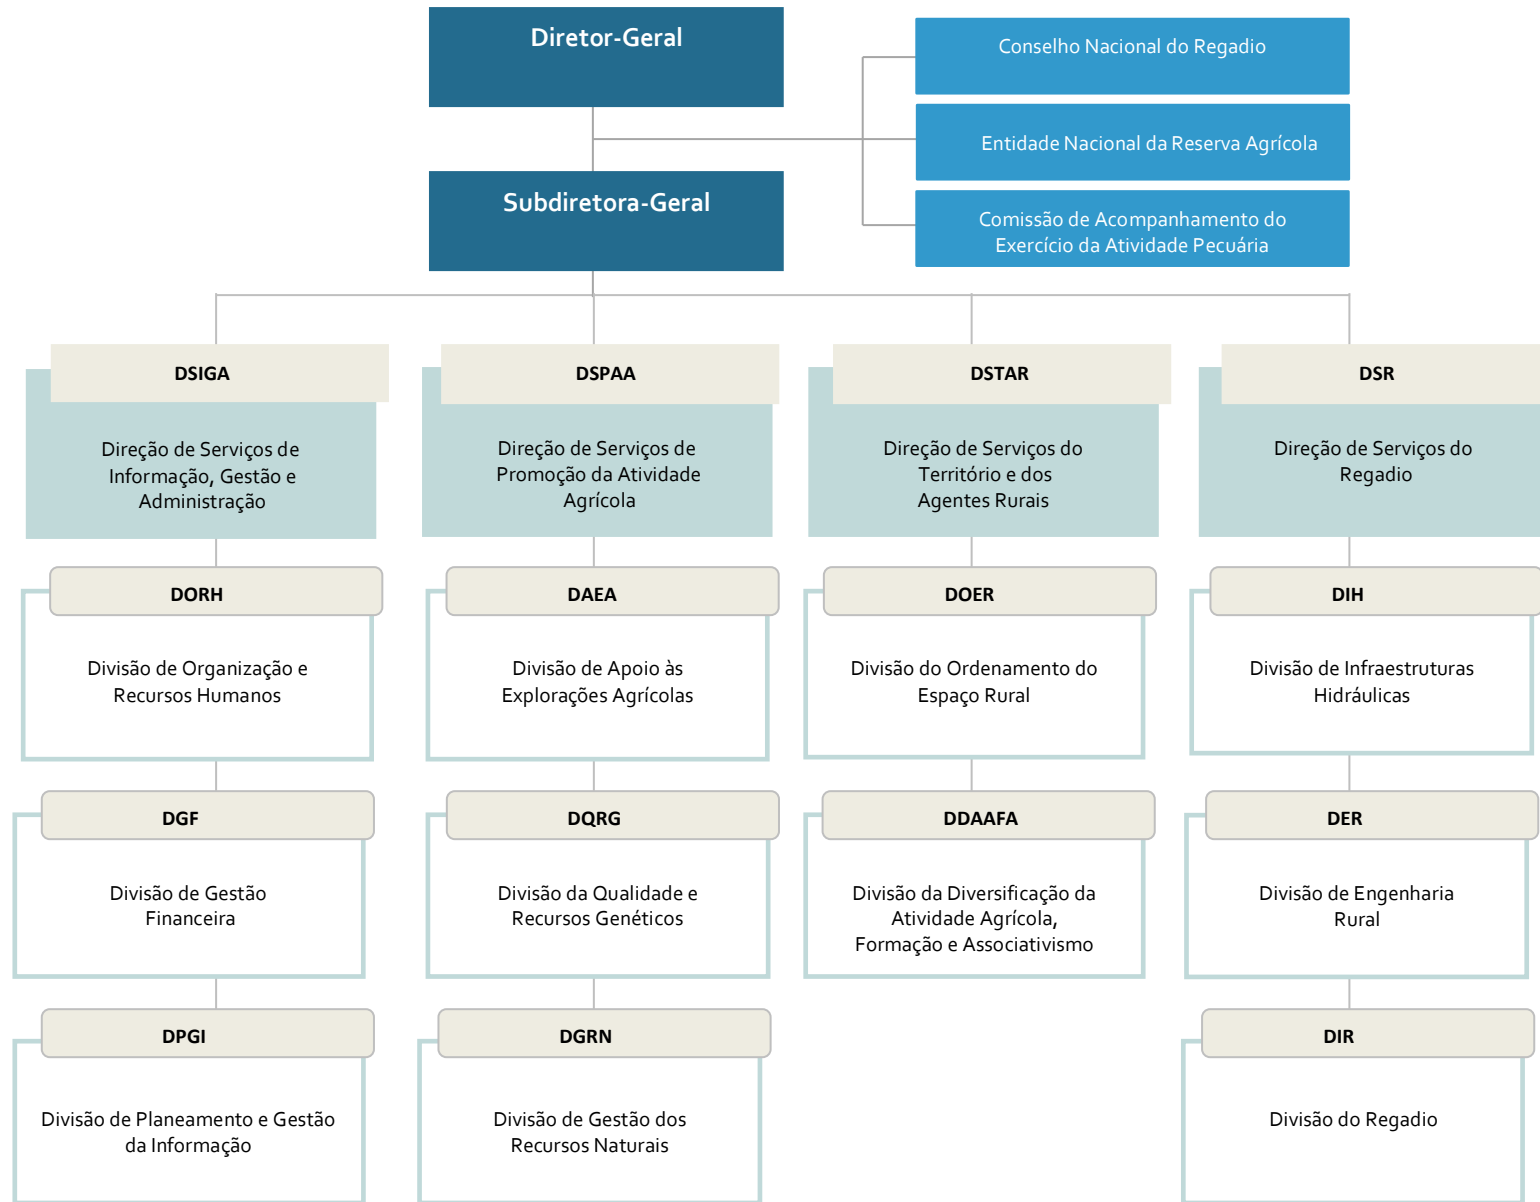 Diretor-Geral
Conselho Nacional do Regadio
Entidade Nacional da Reserva Agrícola
Subdiretora-Geral
Comissão de Acompanhamento do
Exercício da Atividade Pecuária
DSIGA
Direção de Serviços de
Informação, Gestão e
Administração
DSPAA
Direção de Serviços de
Promoção da Atividade
Agrícola
DSTAR
Direção de Serviços do
Território e dos
Agentes Rurais
DSR
Direção de Serviços do
Regadio
DORH
Divisão de Organização e
Recursos Humanos
DAEA
Divisão de Apoio às
Explorações Agrícolas
DOER
Divisão do Ordenamento do
Espaço Rural
DIH
Divisão de Infraestruturas
Hidráulicas
DGF
Divisão de Gestão
Financeira
DQRG
Divisão da Qualidade e
Recursos Genéticos
DDAAFA
Divisão da Diversificação da
Atividade Agrícola,
Formação e Associativismo
DER
Divisão de Engenharia
Rural
DPGI
Divisão de Planeamento e Gestão
da Informação
DGRN
Divisão de Gestão dos
Recursos Naturais
DIR
Divisão do Regadio